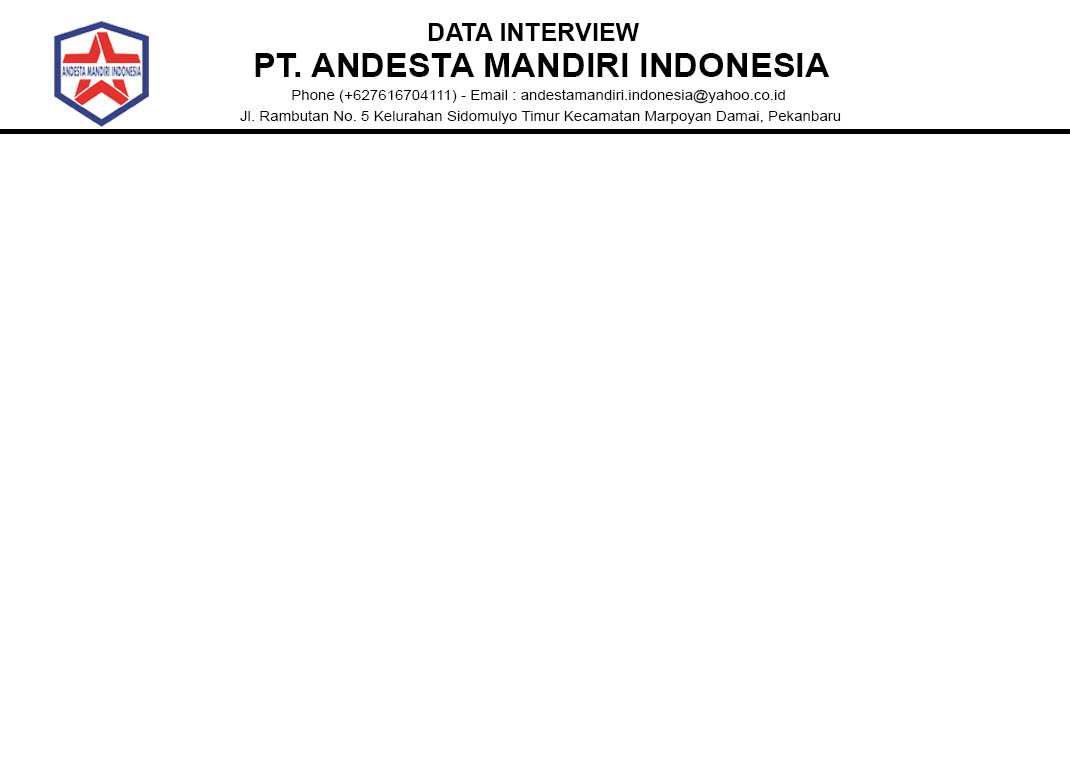 DATA INTERVIEW
PT. ANDESTA MANDIRI INDONESIA
Phone (+627616704111) - Email : andestamandiri.indonesia@yahoo.co.id
Jl. Rambutan No. 5 Kelurahan Sidomulyo Timur Kecamatan Marpoyan Damai, Pekanbaru
ANDESTA MANDIRI INDONESIA